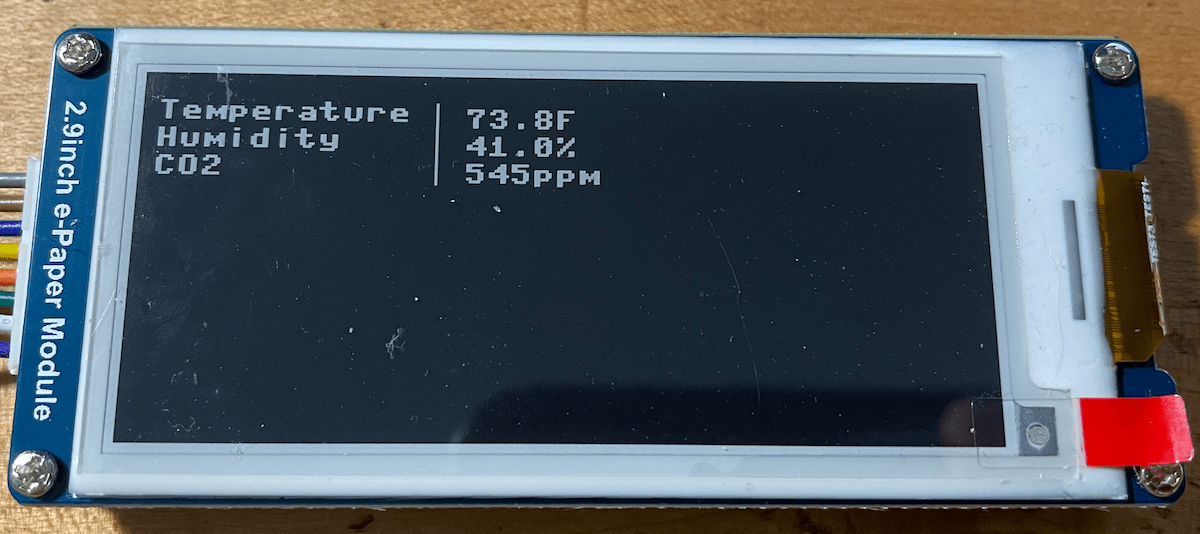 2.9inch e-Paper Module
Temperature | 73.8F
Humidity | 41.0%
CO2 | 545ppm